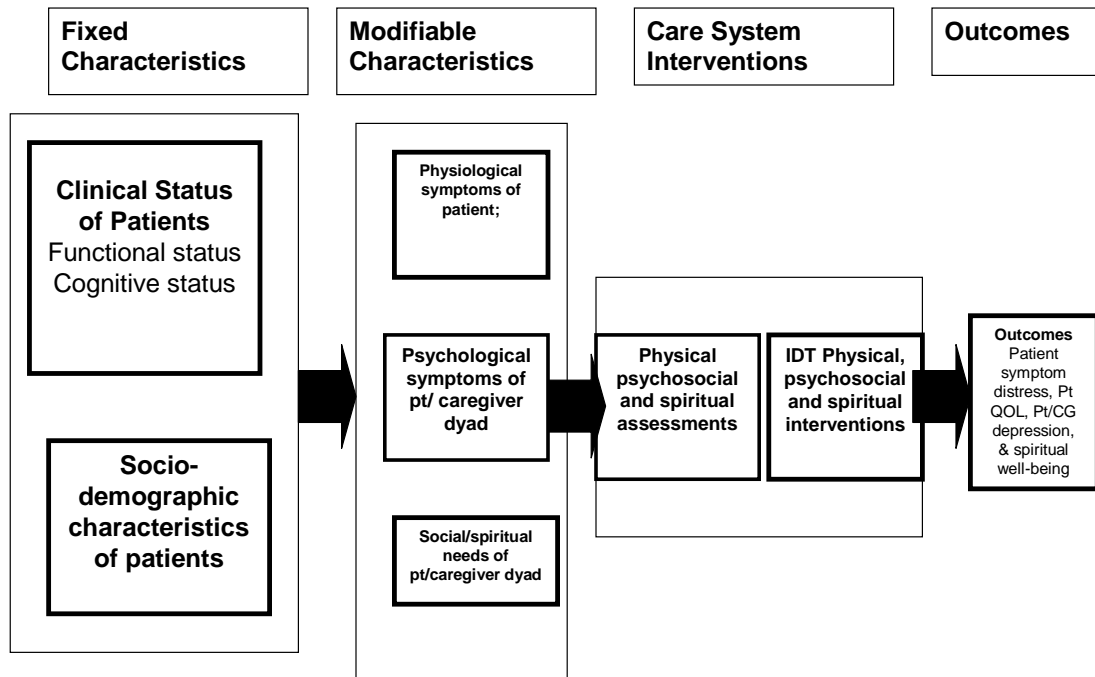 Fixed
Characteristics
Modifiable
Characteristics
Care System
Interventions
Outcomes
Clinical Status
of Patients
Functional status
Cognitive status
Socio-
demographic
characteristics
of patients
Physiological
symptoms of
patient;
Psychological
symptoms of
pt/ caregiver
dyad
Social/spiritual
needs of
pt/caregiver dyad
Physical
psychosocial
and spiritual
assessments
IDT Physical,
psychosocial
and spiritual
interventions
Outcomes
Patient
symptom
distress, Pt
QOL, Pt/CG
depression,
& spiritual
well-being